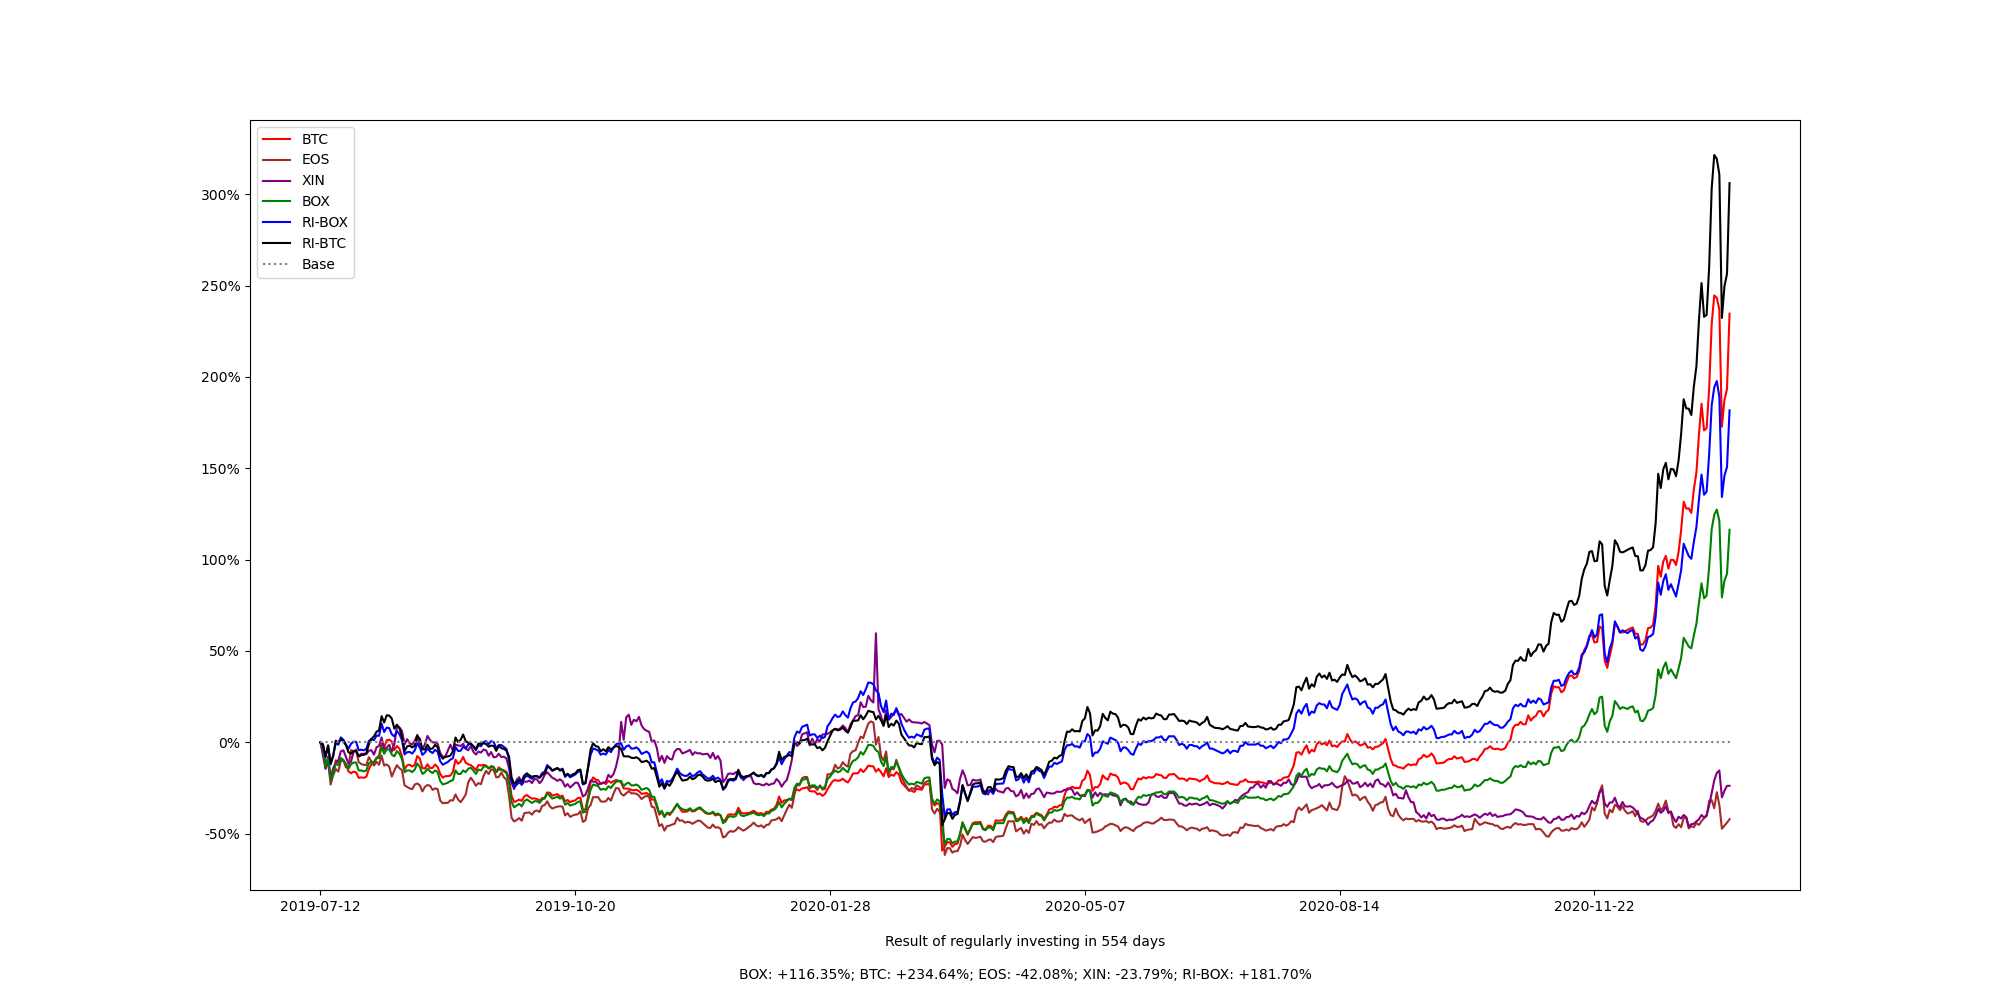 BTC
EOS
XIN
BOX
RI-BOX
RI-BTC
Base
300%
250%
200%
150%
100%
50%
0%
-50%
2019-07-12 2019-10-20 2020-01-28 2020-05-07 2020-08-14 2020-11-22
Result of regularly investing in 554 days
BOX: +116.35%; BTC: +234.64%; EOS: -42.08%; XIN: -23.79%; RI-BOX: +181.70%